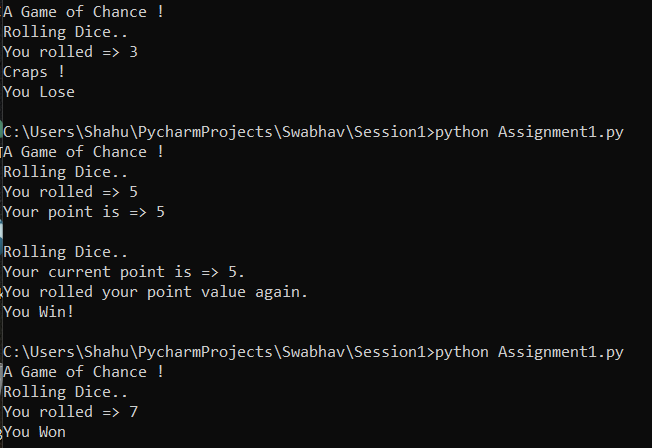 A Game of Chance !
Rolling Dice..
You rolled => 3
Craps !
You Lose
C:\Users\Shahu\PycharmProjects\Swabhav\Session1>python Assignment1.py
A Game of Chance !
Rolling Dice..
You rolled => 5
Your point is => 5
Rolling Dice..
Your current point is => 5.
You rolled your point value again.
You Win!
C:\Users\Shahu\PycharmProjects\Swabhav\Session1>python Assignment1.py
A Game of Chance !
Rolling Dice..
You rolled => 7
You Won